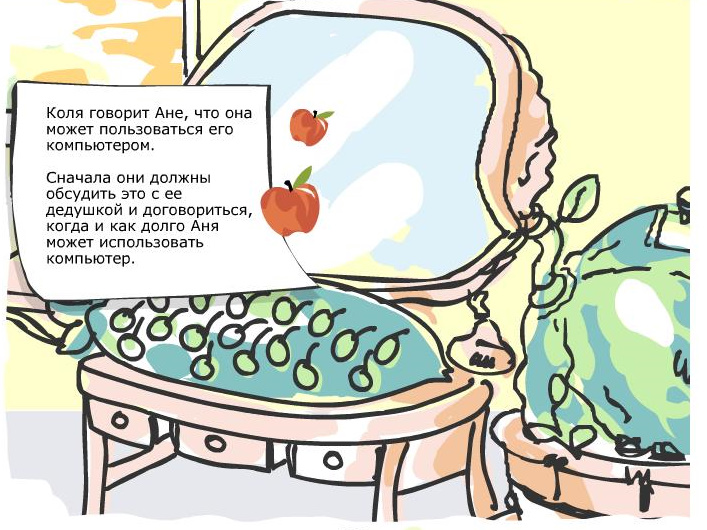 Коля говорит Ане, что она
может пользоваться его
компьютером.
Сначала они должны
обсудить это с ее
дедушкой и договориться,
когда и как долго Аня
может использовать
компьютер.